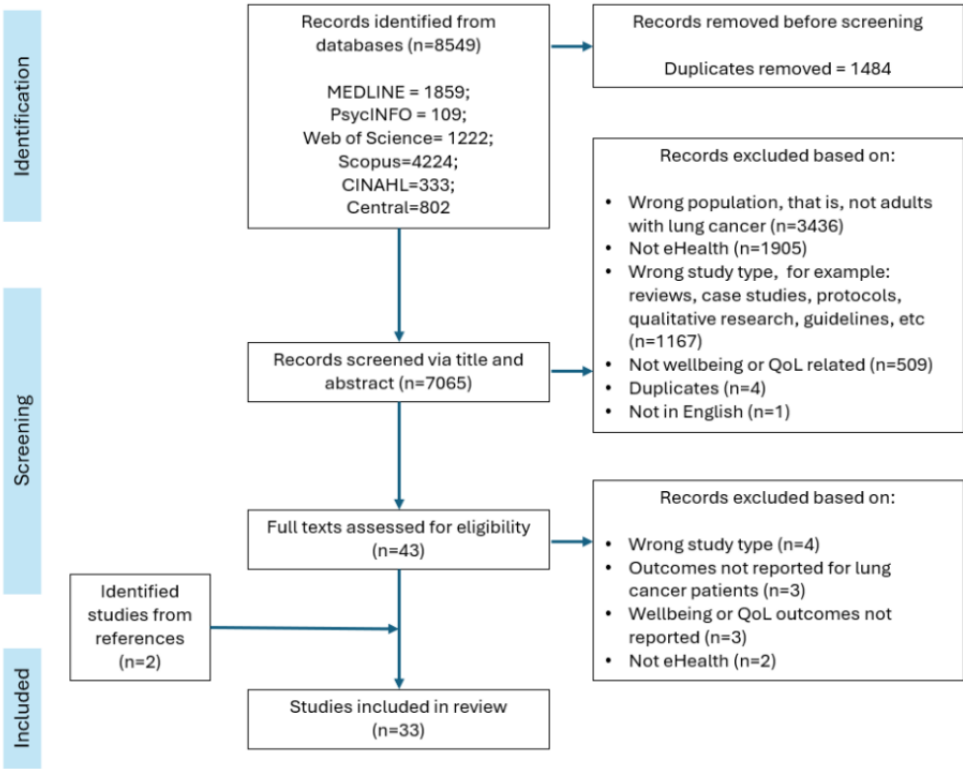 Identification
Records identified from
databases (n=8549)
MEDLINE = 1859;
PsycINFO = 109;
Web of Science= 1222;
Scopus=4224;
CINAHL=333;
Central=802
Records removed before screening
Duplicates removed = 1484
Screening
Records screened via title and
abstract (n=7065)
Records excluded based on:
• Wrong population, that is, not adults
with lung cancer (n=3436)
• Not eHealth (n=1905)
• Wrong study type, for example:
reviews, case studies, protocols,
qualitative research, guidelines, etc
(n=1167)
• Not wellbeing or QoL related (n=509)
• Duplicates (n=4)
• Not in English (n=1)
Full texts assessed for eligibility
(n=43)
Records excluded based on:
• Wrong study type (n=4)
• Outcomes not reported for lung
cancer patients (n=3)
• Wellbeing or QoL outcomes not
reported (n=3)
• Not eHealth (n=2)
Identified
studies from
references
(n=2)
Included
Studies included in review
(n=33)